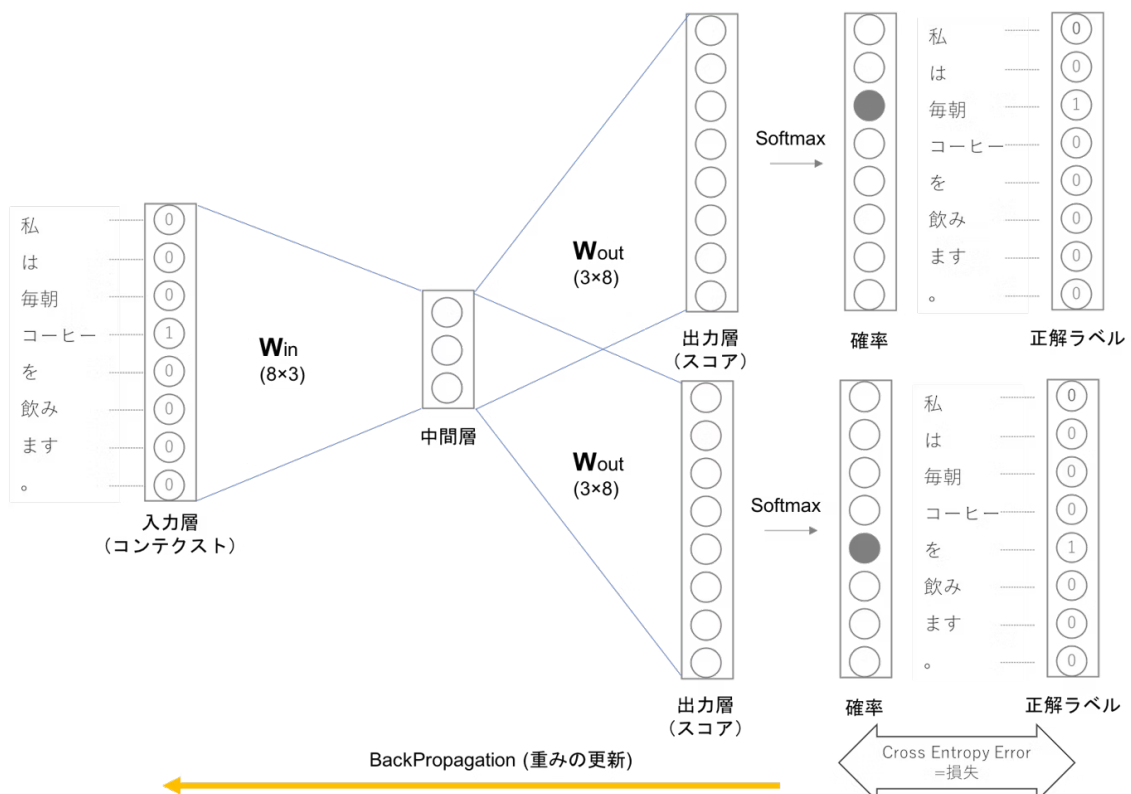 私
は
毎朝
コーヒー
を
飲み
ます
。
0
0
0
1
0
0
0
0
入力層
（コンテクスト）
Win
(8×3)
中間層
Wout
(3×8)
出力層
（スコア）
Softmax
確率
私
は
毎朝
コーヒー
を
飲み
ます
。
0
0
1
0
0
0
0
0
正解ラベル
Wout
(3×8)
出力層
（スコア）
Softmax
確率
私
は
毎朝
コーヒー
を
飲み
ます
。
0
0
0
0
1
0
0
0
正解ラベル
Cross Entropy Error
=損失
BackPropagation (重みの更新)